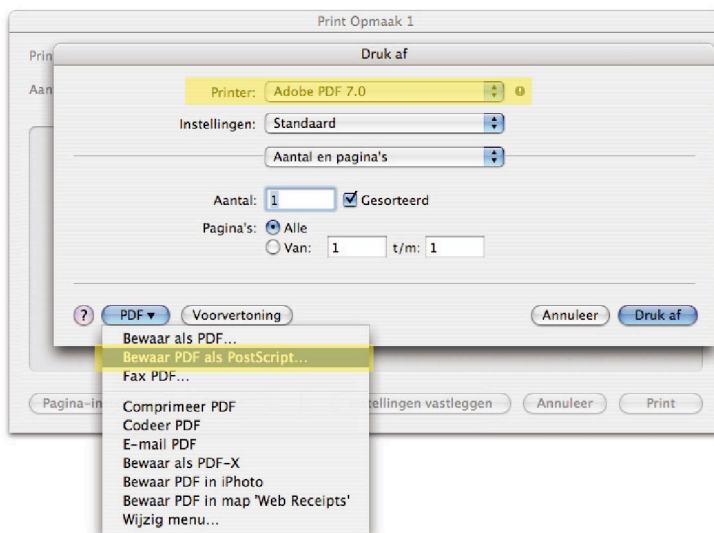 Print Opmaak 1
Druk af
Prin
Aan
Printer: Adobe PDF 7.0
Instellingen: Standaard
Aantal en pagina's
Aantal: 1 Gesorteerd
Pagina's: Alle
Van: 1 t/m: 1
? PDF Voorvertoning Annuleer Druk af
Bewaar als PDF...
Bewaar PDF als PostScript...
Fax PDF...
Pagina-in tellingen vastleggen Annuleer Print
Comprimeer PDF
Codeer PDF
E-mail PDF
Bewaar als PDF-X
Bewaar PDF in iPhoto
Bewaar PDF in map 'Web Receipts'
Wijzig menu...